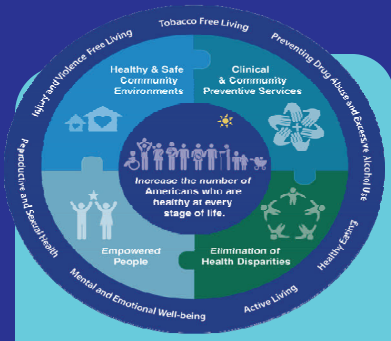 Tobacco Free Living
Preventing Drug Abuse and Excessive Alcohol Use
Healthy Eating
Active Living
Mental and Emotional Well-being
Reproductive and Sexual Health
Injury and Violence Free Living
Healthy & Safe
Community
Environments
Clinical
& Community
Preventive Services
Increase the number of
Americans who are
healthy at every
stage of life.
Empowered
People
Elimination of
Health Disparities